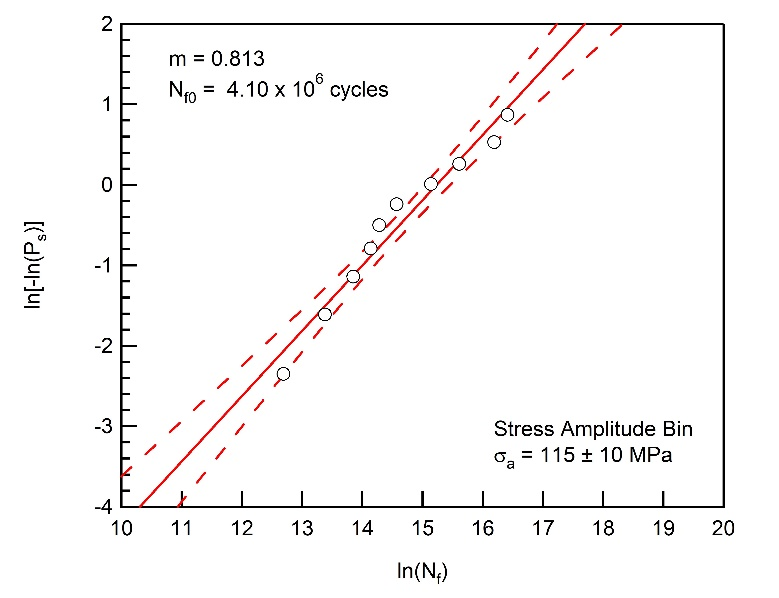 m = 0.813
N_f0 = 4.10 x 10^6 cycles
2
1
0
-1
-2
-3
-4
ln[-ln(P_s)]
Stress Amplitude Bin
σ_a = 115 ± 10 MPa
10 11 12 13 14 15 16 17 18 19 20
ln(N_f)